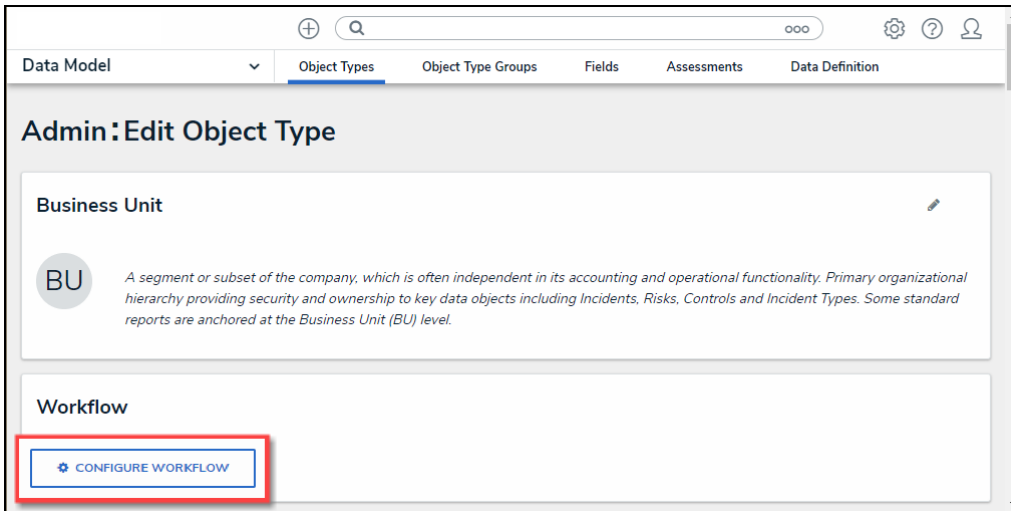 Data Model
Object Types Object Type Groups Fields Assessments Data Definition
Admin:Edit Object Type
Business Unit
BU
A segment or subset of the company, which is often independent in its accounting and operational functionality. Primary organizational
hierarchy providing security and ownership to key data objects including Incidents, Risks, Controls and Incident Types. Some standard
reports are anchored at the Business Unit (BU) level.
Workflow
CONFIGURE WORKFLOW